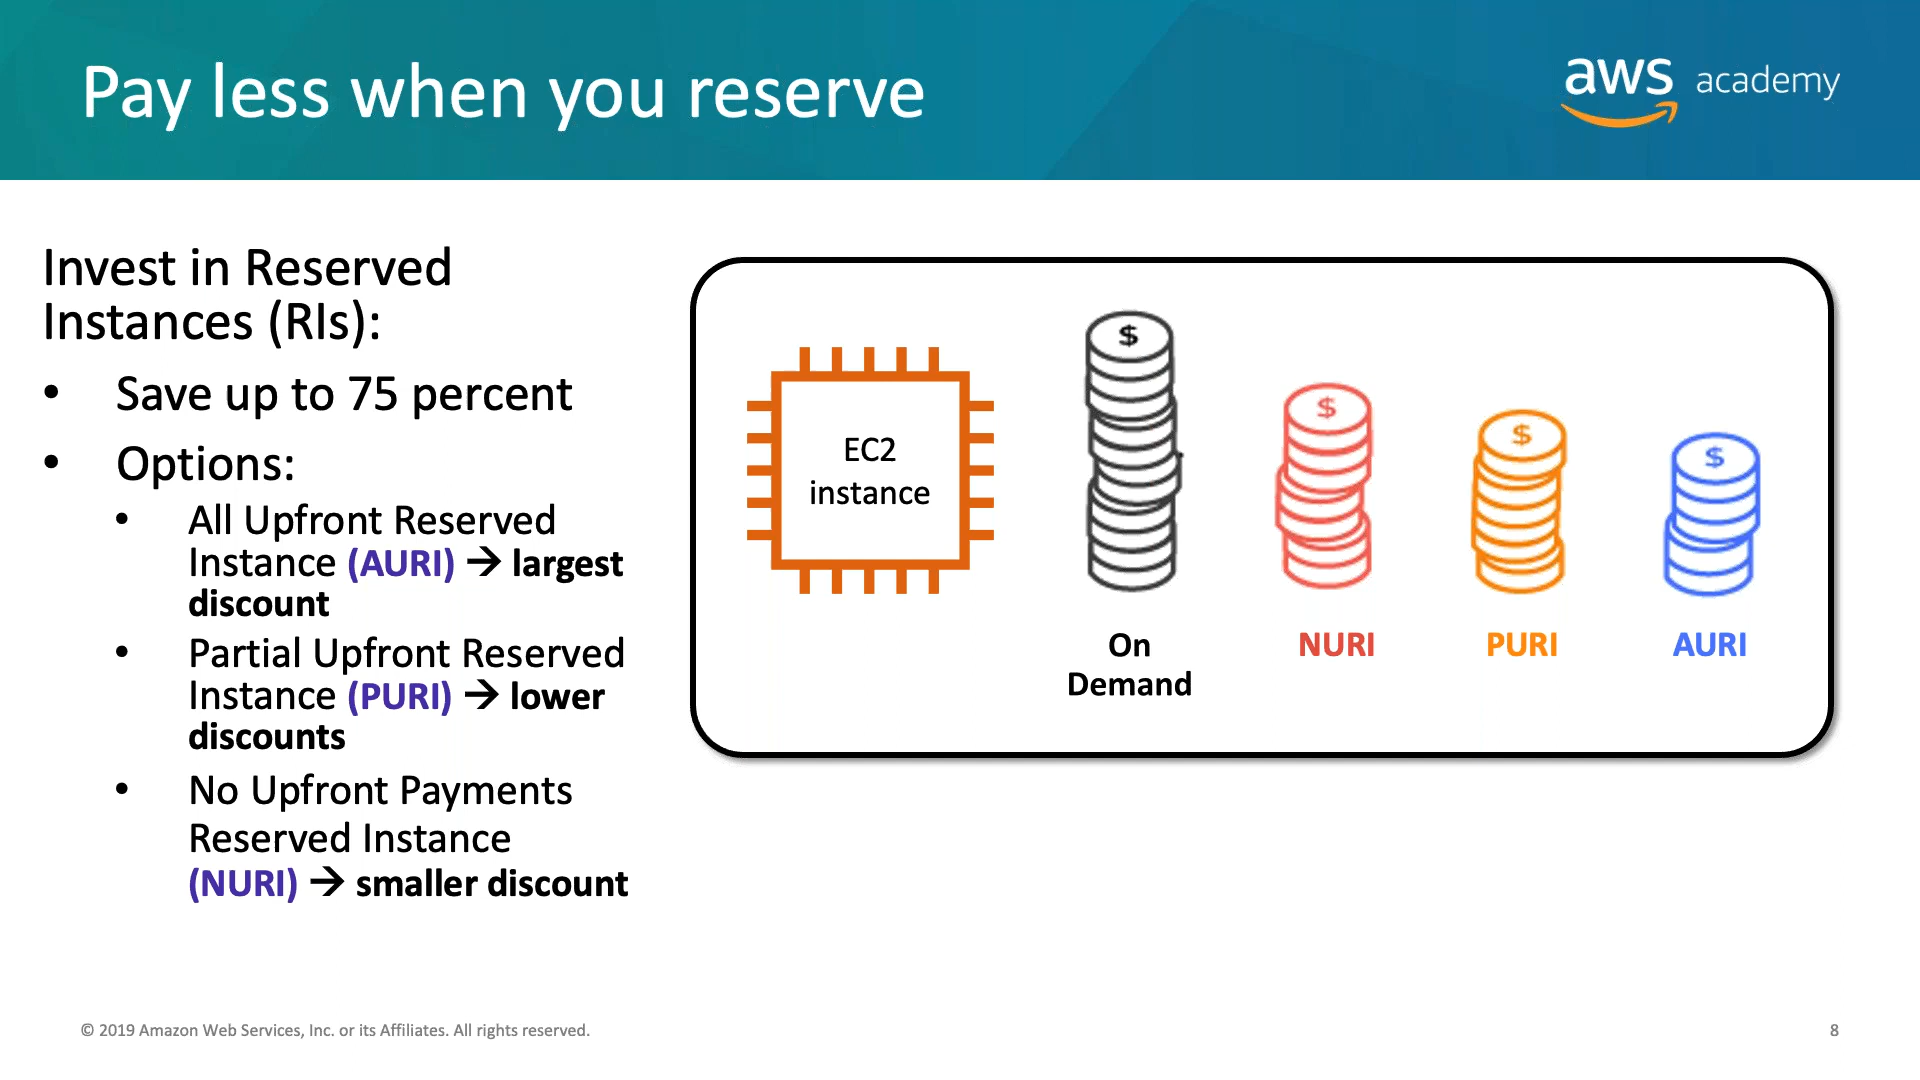 Pay less when you reserve
aws academy
Invest in Reserved
Instances (RIs):
• Save up to 75 percent
• Options:
• All Upfront Reserved
Instance (AURI) → largest
discount
• Partial Upfront Reserved
Instance (PURI) → lower
discounts
• No Upfront Payments
Reserved Instance
(NURI) → smaller discount
EC2
instance
$
$
$
$
On
Demand
NURI
PURI
AURI
© 2019 Amazon Web Services, Inc. or its Affiliates. All rights reserved.
8